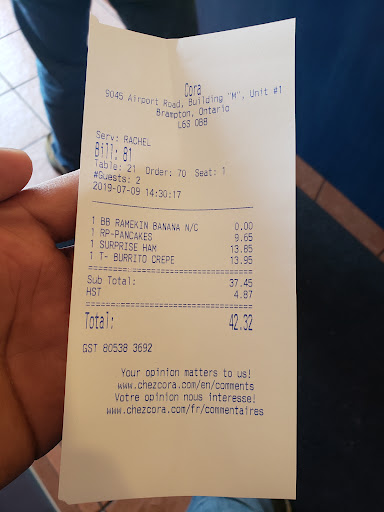 Cora
9045 Airport Road, Building "M", Unit #1
Brampton, Ontario
L6S 0B8
Serv: RACHEL
Bill: 81
Table: 21 Order: 70 Seat: 1
#Guests: 2
2019-07-09 14:30:17
1 BB RAMEKIN BANANA N/C 0.00
1 RP-PANCAKES 9.65
1 SURPRISE HAM 13.85
1 T- BURRITO CREPE 13.95
Sub Total: 37.45
HST 4.87
Total: 42.32
GST 80538 3692
Your opinion matters to us!
www.chezcora.com/en/comments
Votre opinion nous interesse!
www.chezcora.com/fr/commentaires